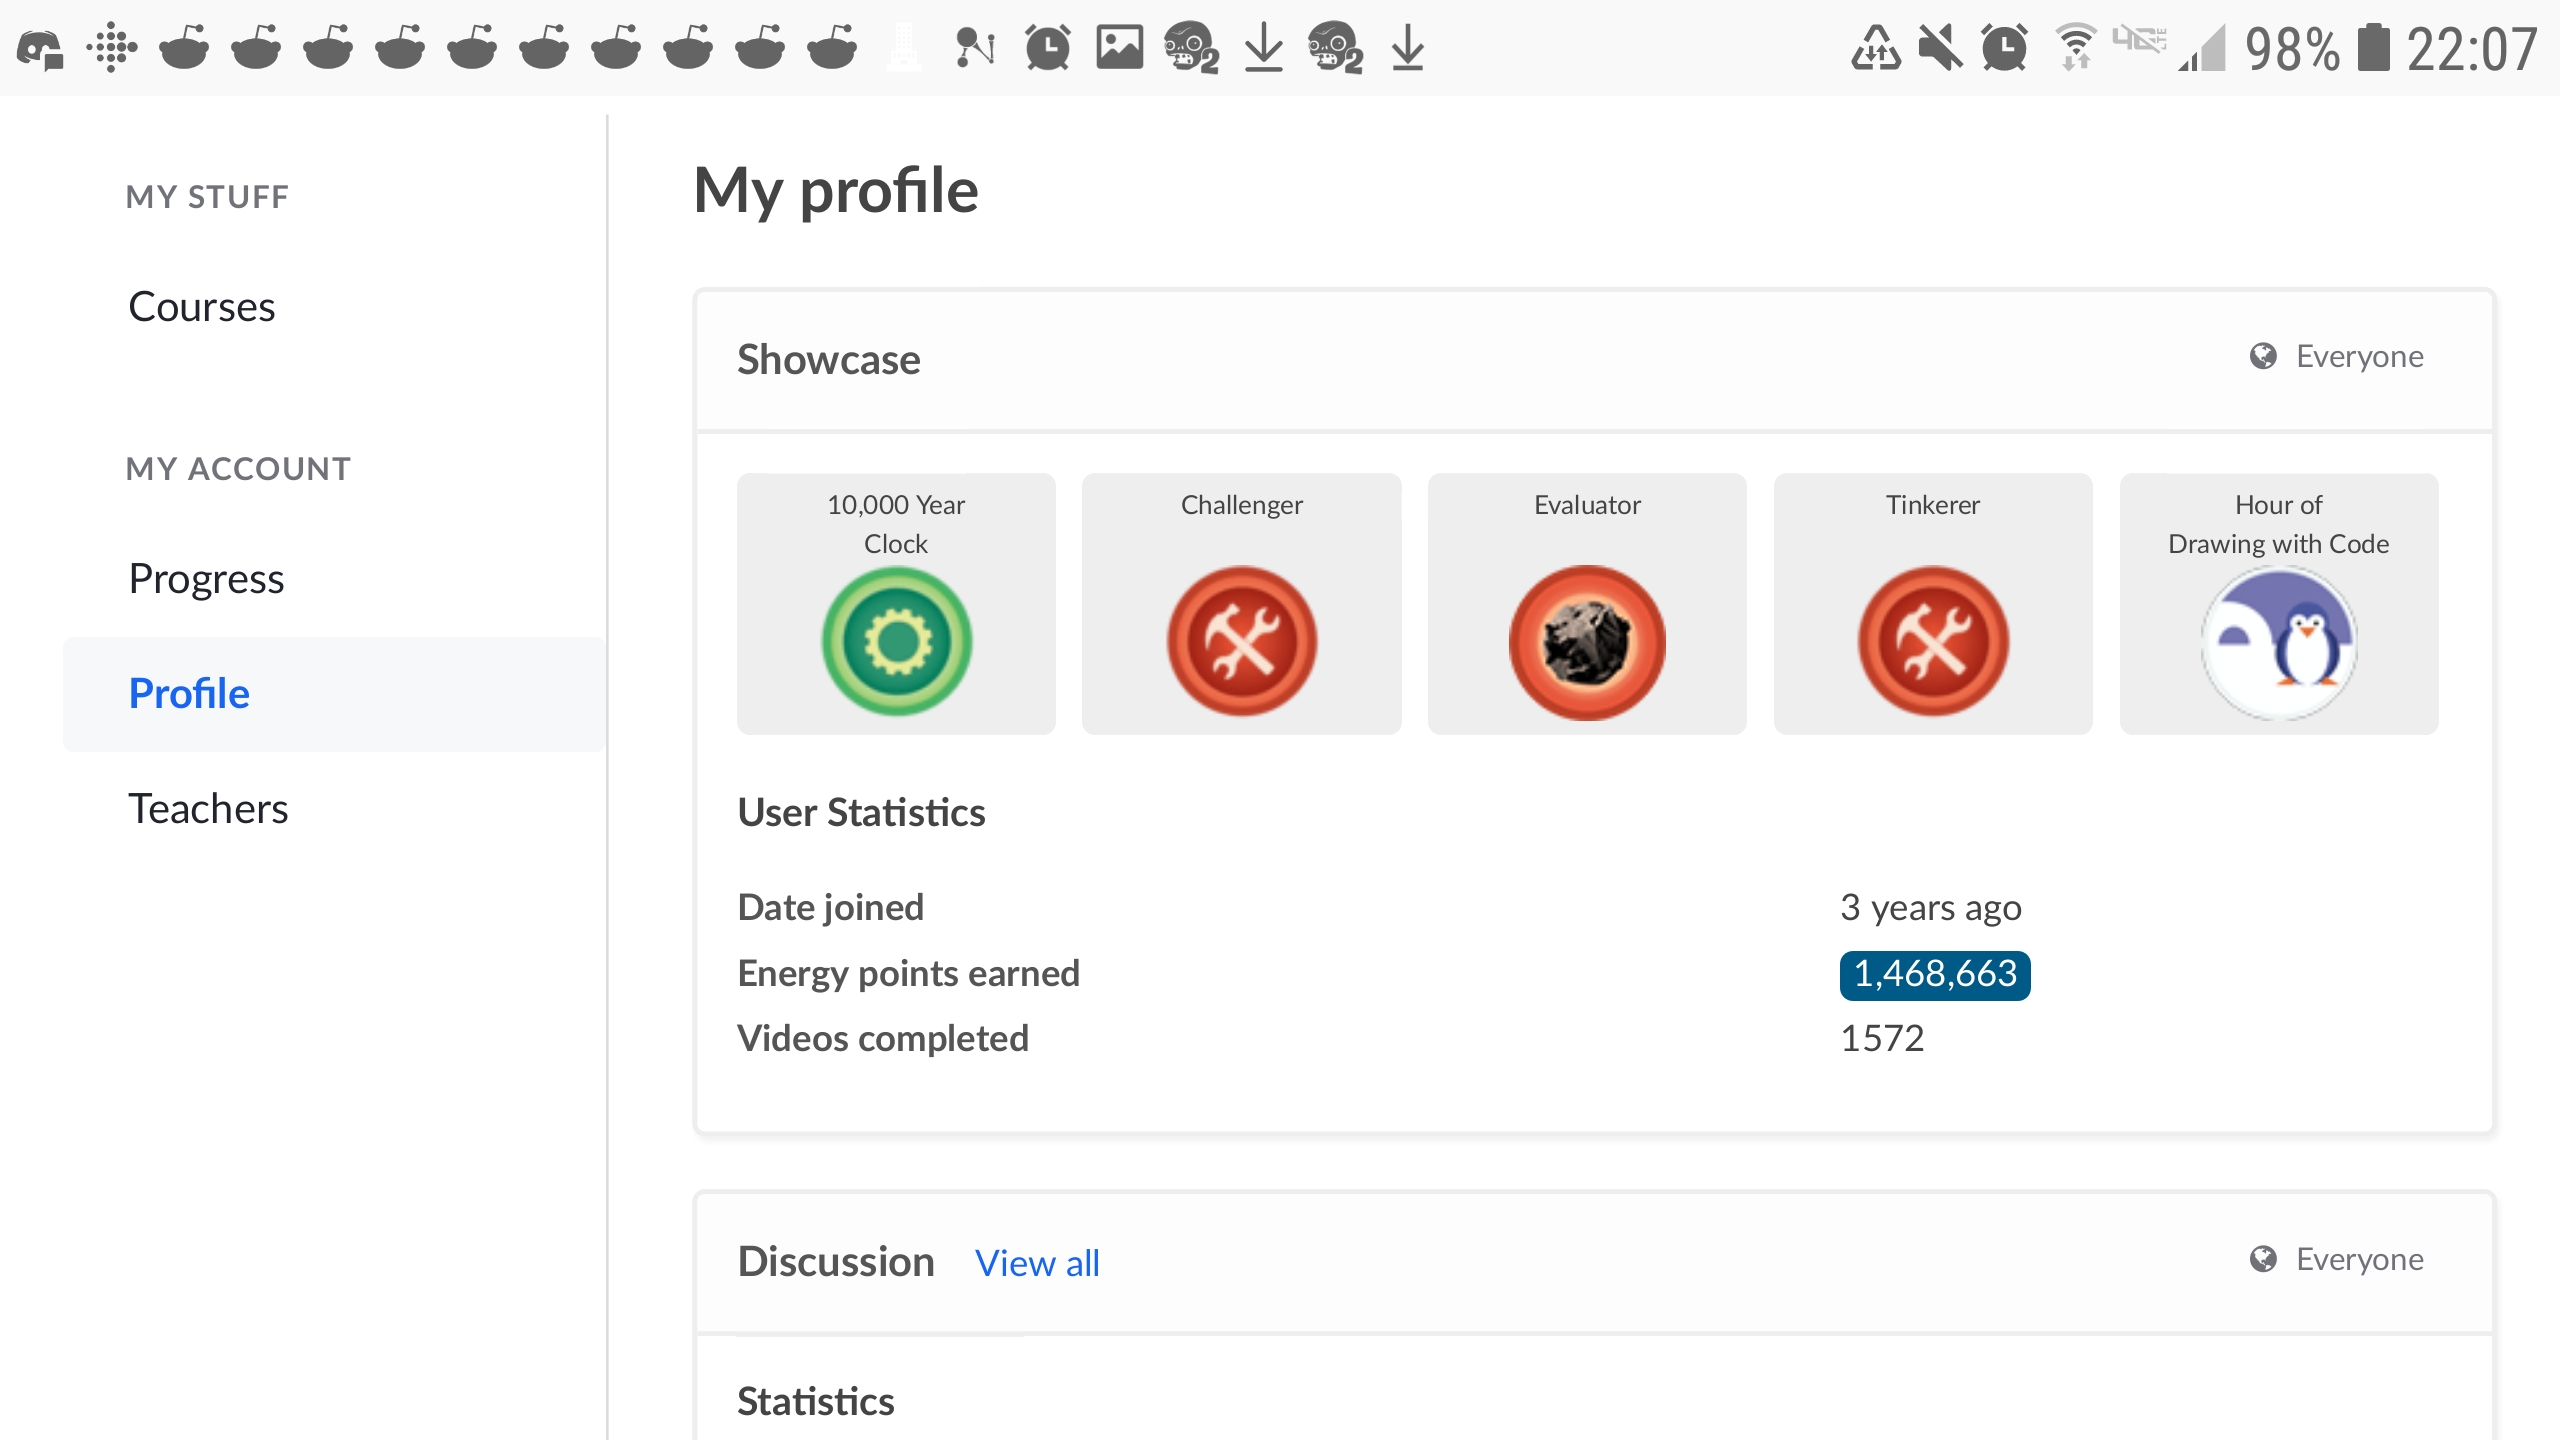 98% 22:07
MY STUFF
Courses
MY ACCOUNT
Progress
Profile
Teachers
My profile
Showcase
Everyone
10,000 Year
Clock
Challenger
Evaluator
Tinkerer
Hour of
Drawing with Code
User Statistics
Date joined 3 years ago
Energy points earned 1,468,663
Videos completed 1572
Discussion View all
Everyone
Statistics